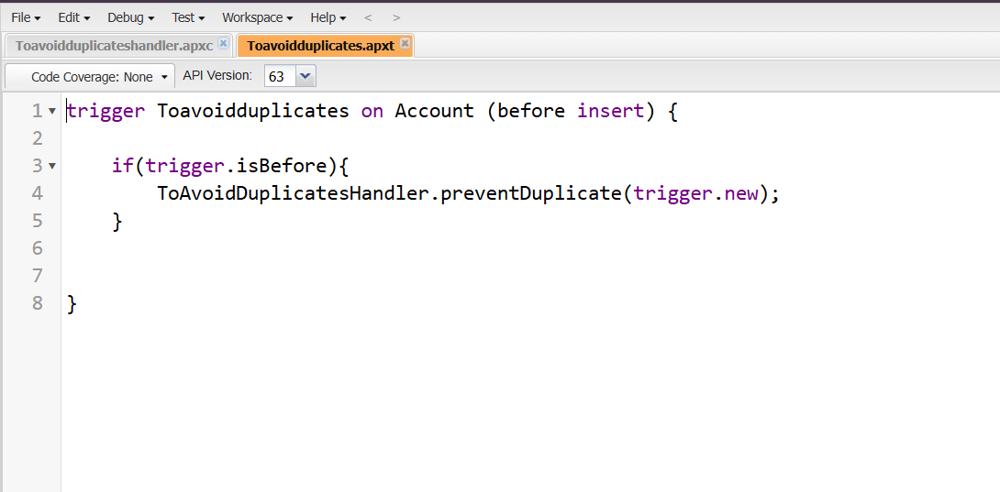 File Edit Debug Test Workspace Help < >
Toavoidduplicateshandler.apxc Toavoidduplicates.apxt
Code Coverage: None API Version: 63
1 trigger Toavoidduplicates on Account (before insert) {
2
3 if(trigger.isBefore){
4 ToAvoidDuplicatesHandler.preventDuplicate(trigger.new);
5 }
6
7
8 }